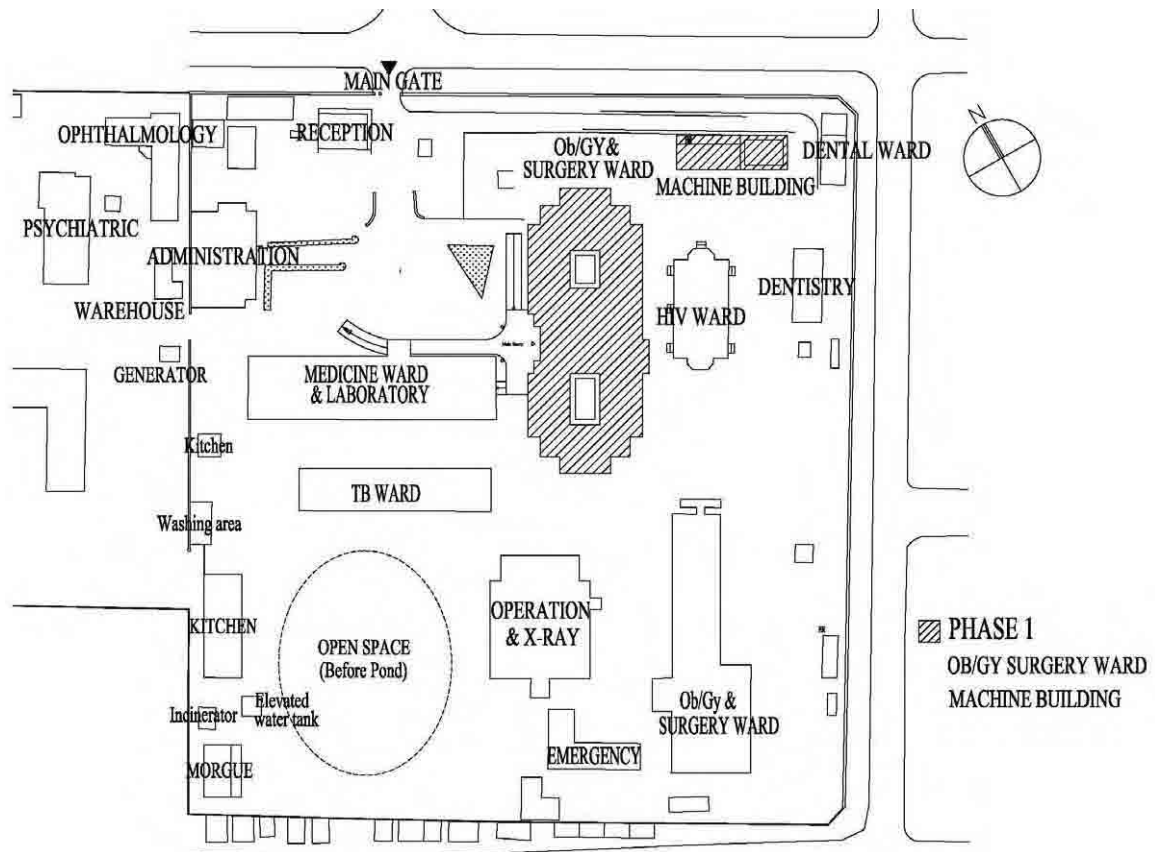 MAIN GATE
N
OPHTHALMOLOGY
RECEPTION
Ob/GY &
SURGERY WARD
DENTAL WARD
MACHINE BUILDING
PSYCHIATRIC
ADMINISTRATION
WAREHOUSE
DENTISTRY
HIV WARD
GENERATOR
MEDICINE WARD
& LABORATORY
Kitchen
TB WARD
Washing area
OPERATION
& X-RAY
KITCHEN
OPEN SPACE
(Before Pond)
PHASE 1
OB/GY SURGERY WARD
MACHINE BUILDING
Incinerator
Elevated
water tank
Ob/Gy &
SURGERY WARD
EMERGENCY
MORGUE